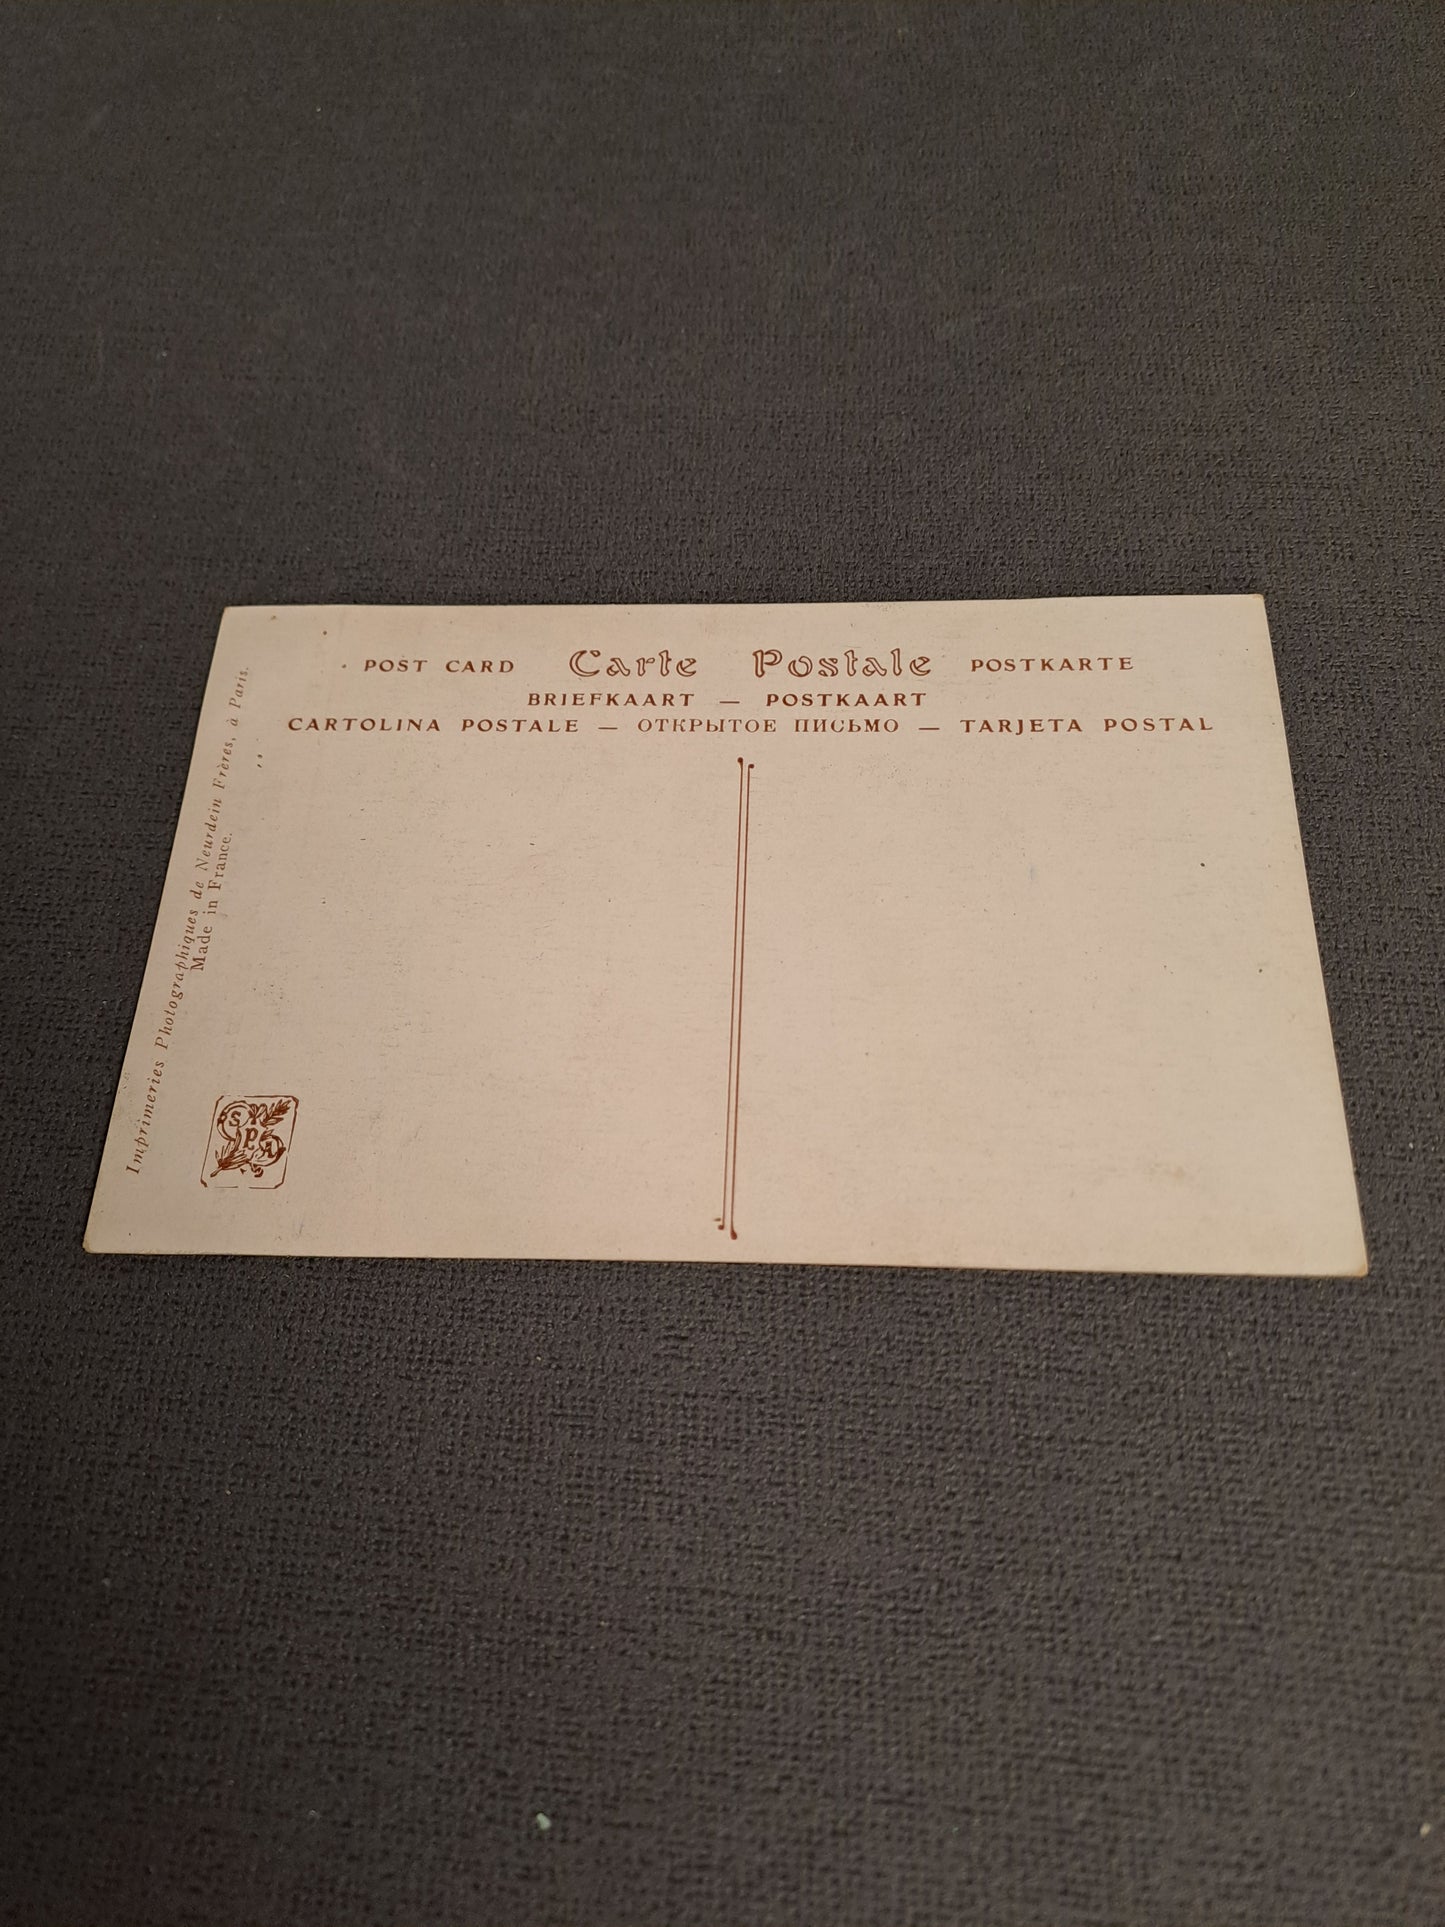 POST CARD Carte Postale POSTKARTE
BRIEFKAART — POSTKAART
CARTOLINA POSTALE — ОТКРЫТОЕ ПИСЬМО — TARJETA POSTAL
Imprimeries Photographiques de Neurdein Frères, à Paris.
Made in France.
S P A